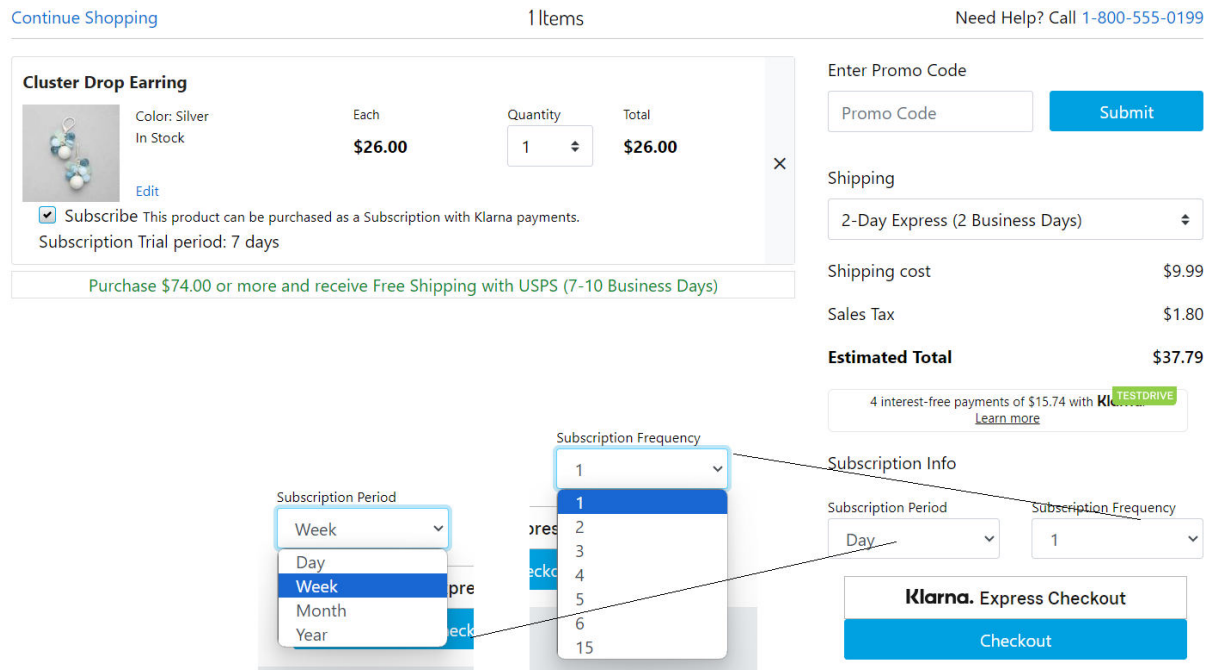 Continue Shopping
1 Items
Need Help? Call 1-800-555-0199
Cluster Drop Earring
Color: Silver
In Stock
Edit
Each
$26.00
Quantity
1
Total
$26.00
×
Subscribe This product can be purchased as a Subscription with Klarna payments.
Subscription Trial period: 7 days
Purchase $74.00 or more and receive Free Shipping with USPS (7-10 Business Days)
Enter Promo Code
Promo Code
Submit
Shipping
2-Day Express (2 Business Days)
Shipping cost $9.99
Sales Tax $1.80
Estimated Total $37.79
4 interest-free payments of $15.74 with
TESTDRIVE
Learn more
Subscription Info
Subscription Period
Day
Subscription Frequency
1
Klarna. Express Checkout
Checkout
Subscription Frequency
1
1
2
3
4
5
6
15
Subscription Period
Week
Day
Week
Month
Year